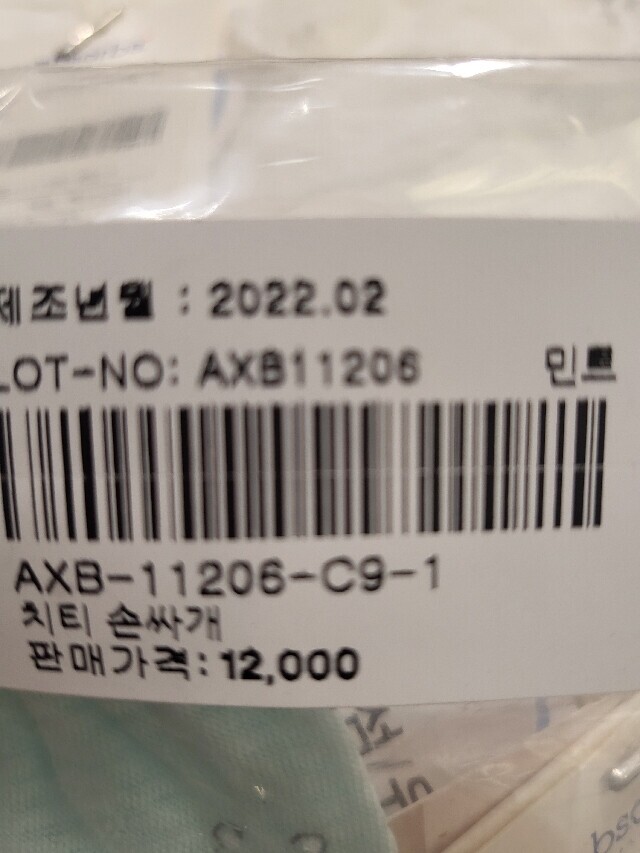 제조년월 : 2022.02
LOT-NO: AXB11206 민트
AXB-11206-C9-1
치티 손싸개
판매가격: 12,000